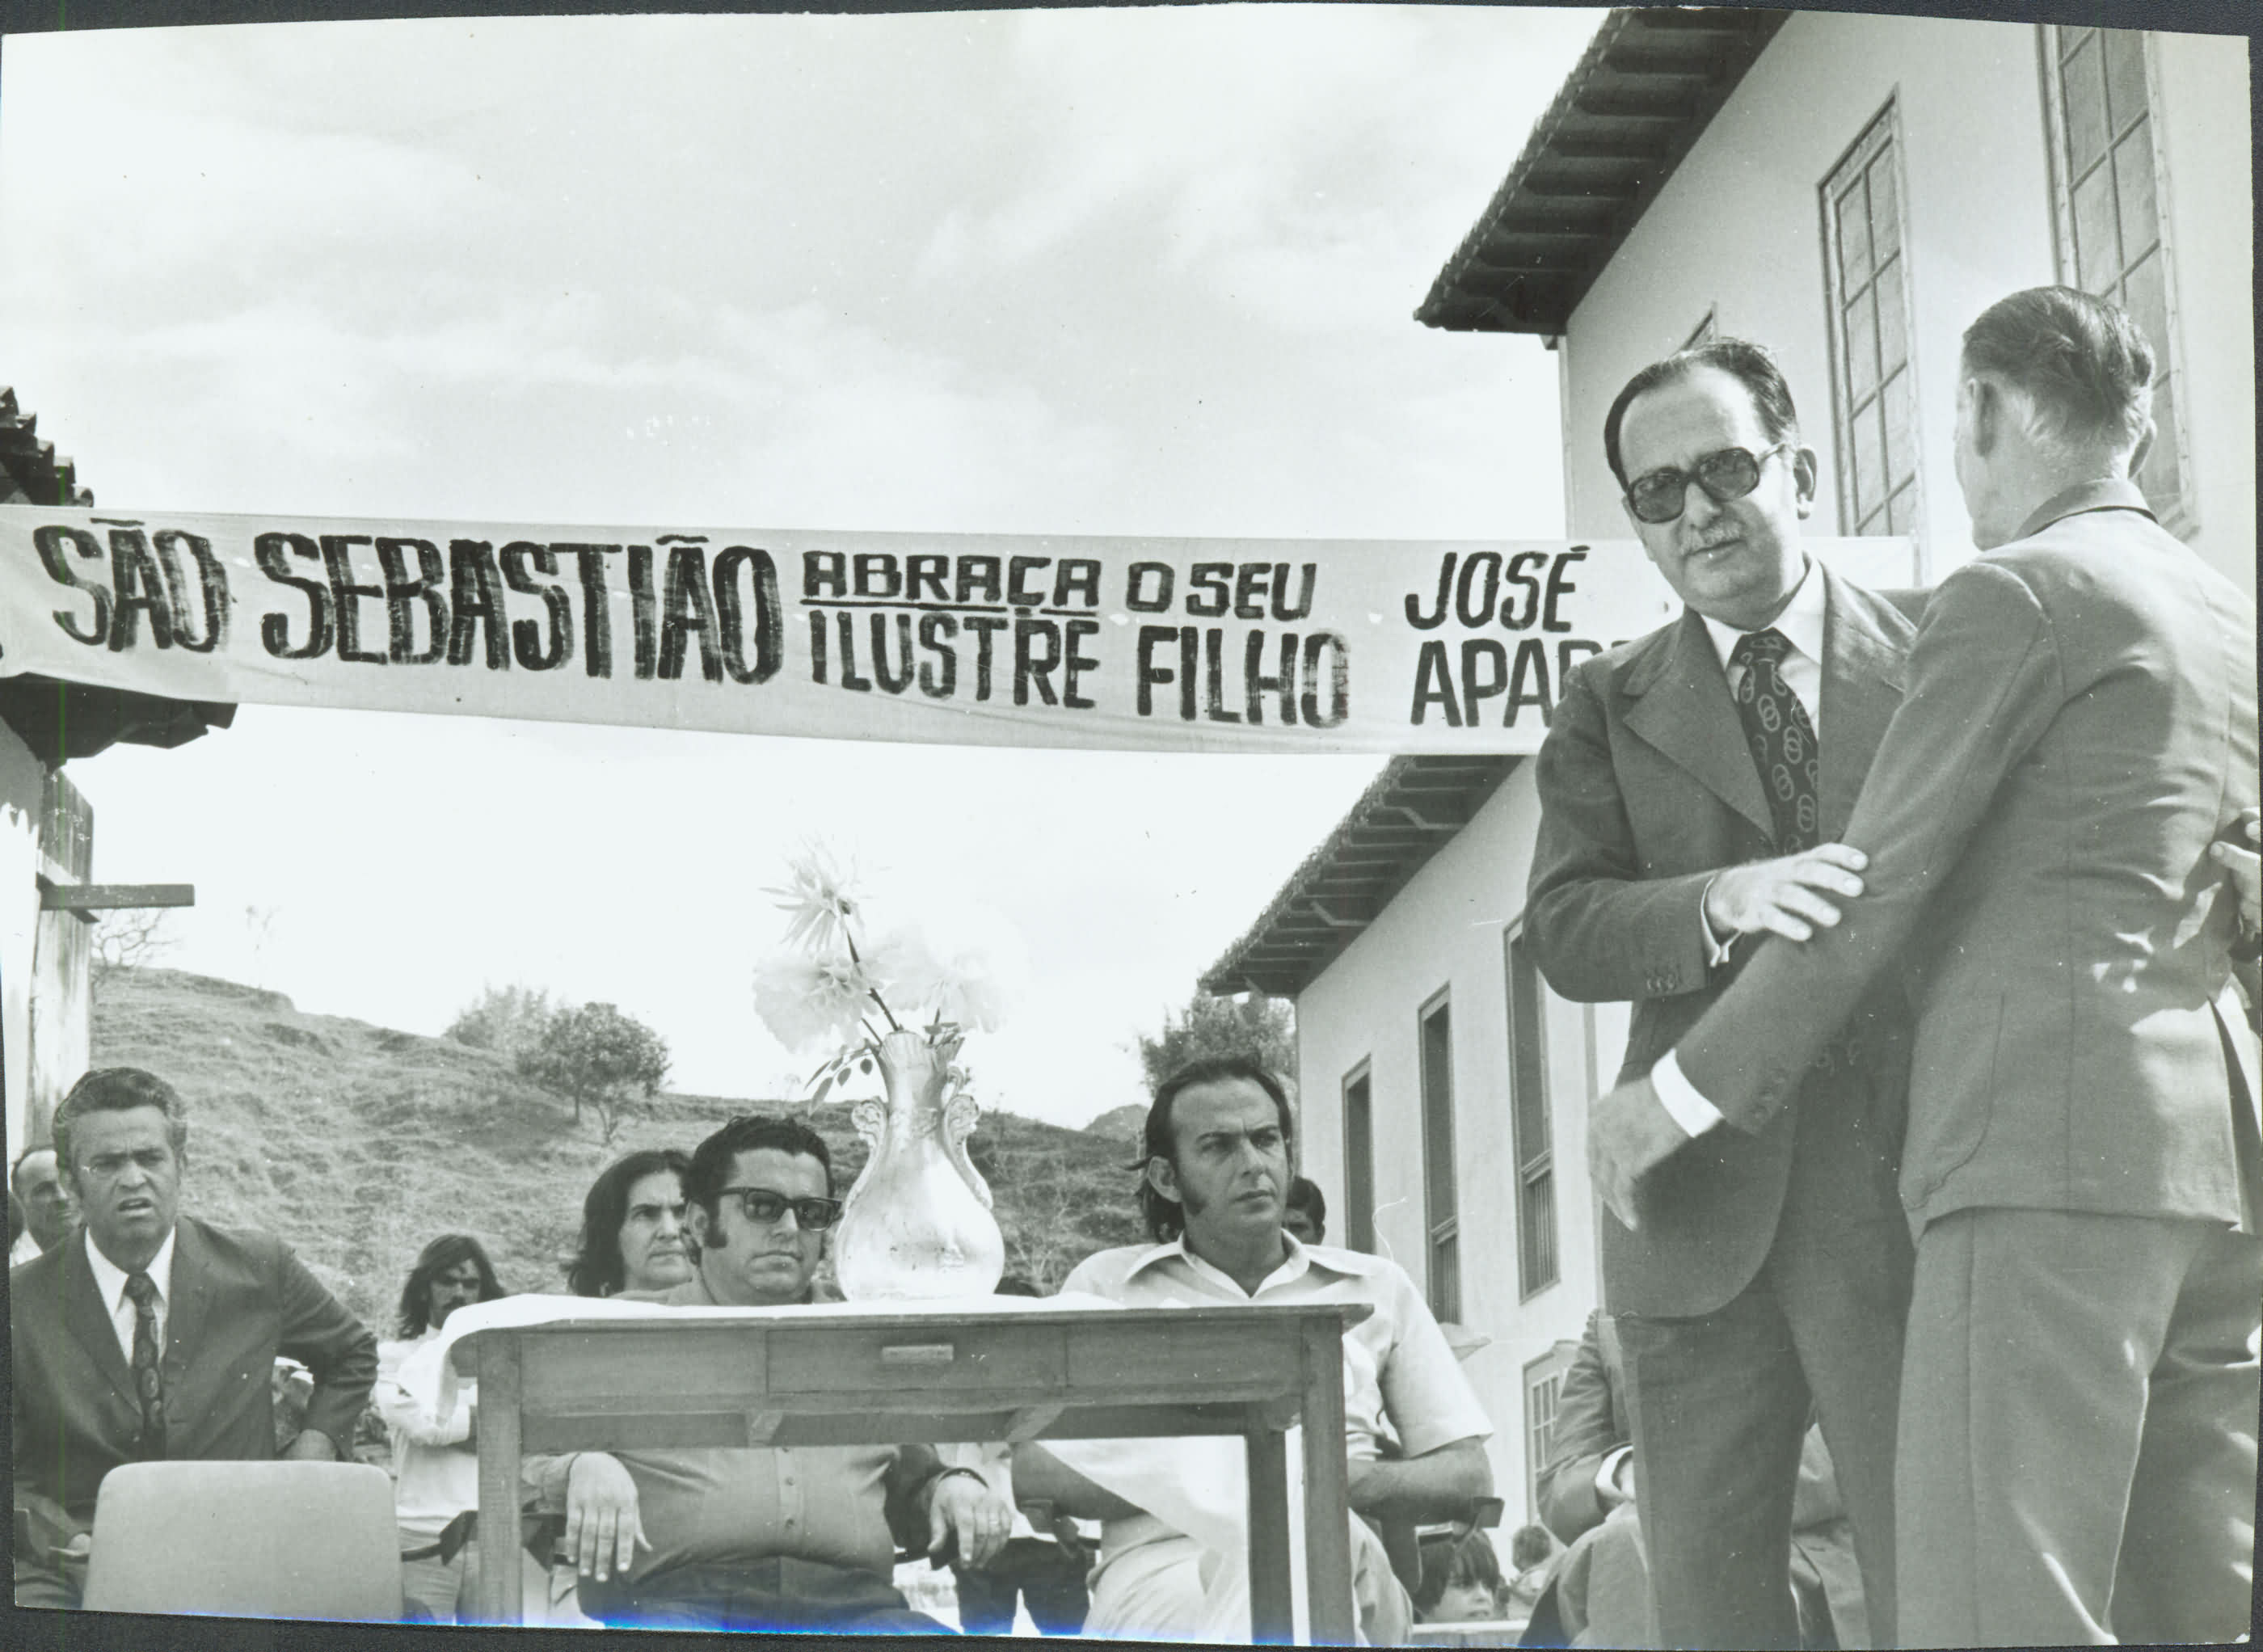 SÃO SEBASTIÃO ABRAÇA O SEU JOSÉ
ILUSTRE FILHO